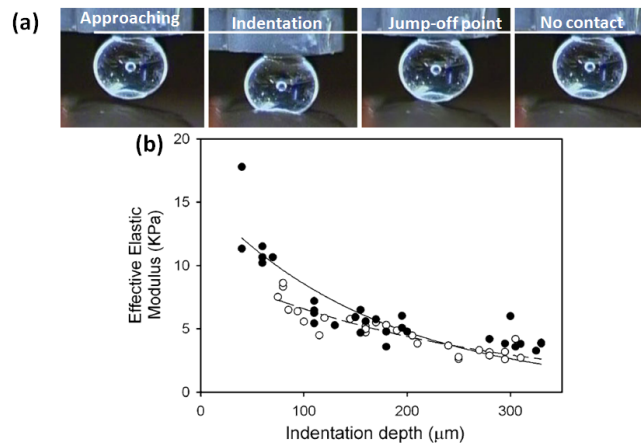 (a)
Approaching
Indentation
Jump-off point
No contact
(b)
Effective Elastic
Modulus (KPa)
20
15
10
5
0
0
100
200
300
Indentation depth (μm)